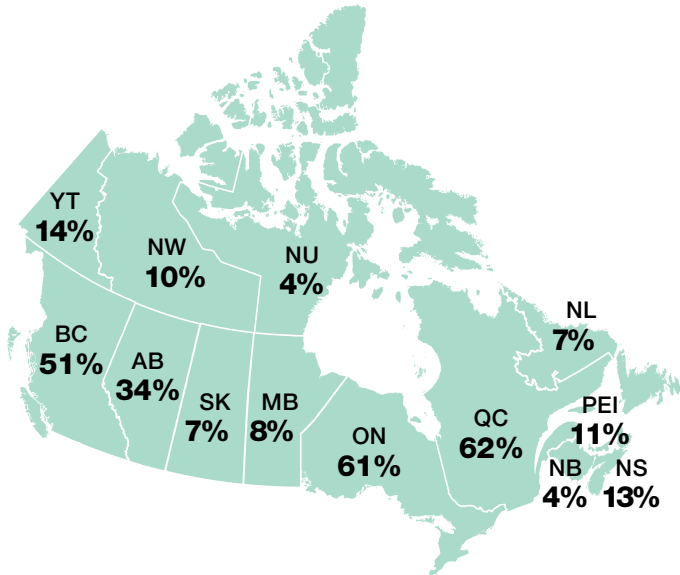 YT
14%
NW
10%
NU
4%
BC
51%
AB
34%
SK
7%
MB
8%
ON
61%
QC
62%
NL
7%
PEI
11%
NB
4%
NS
13%